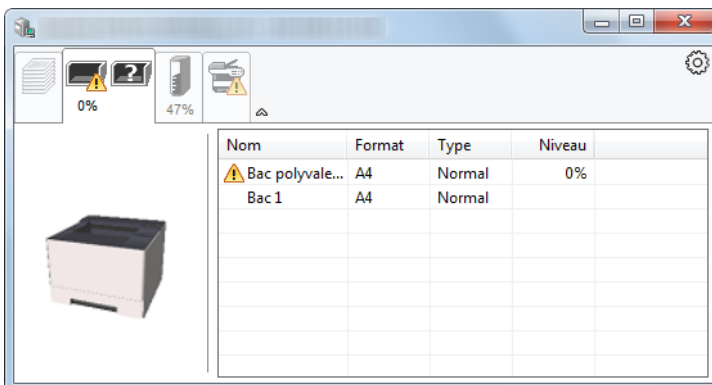 0%
47%
Nom Format Type Niveau
Bac polyvale... A4 Normal 0%
Bac 1 A4 Normal